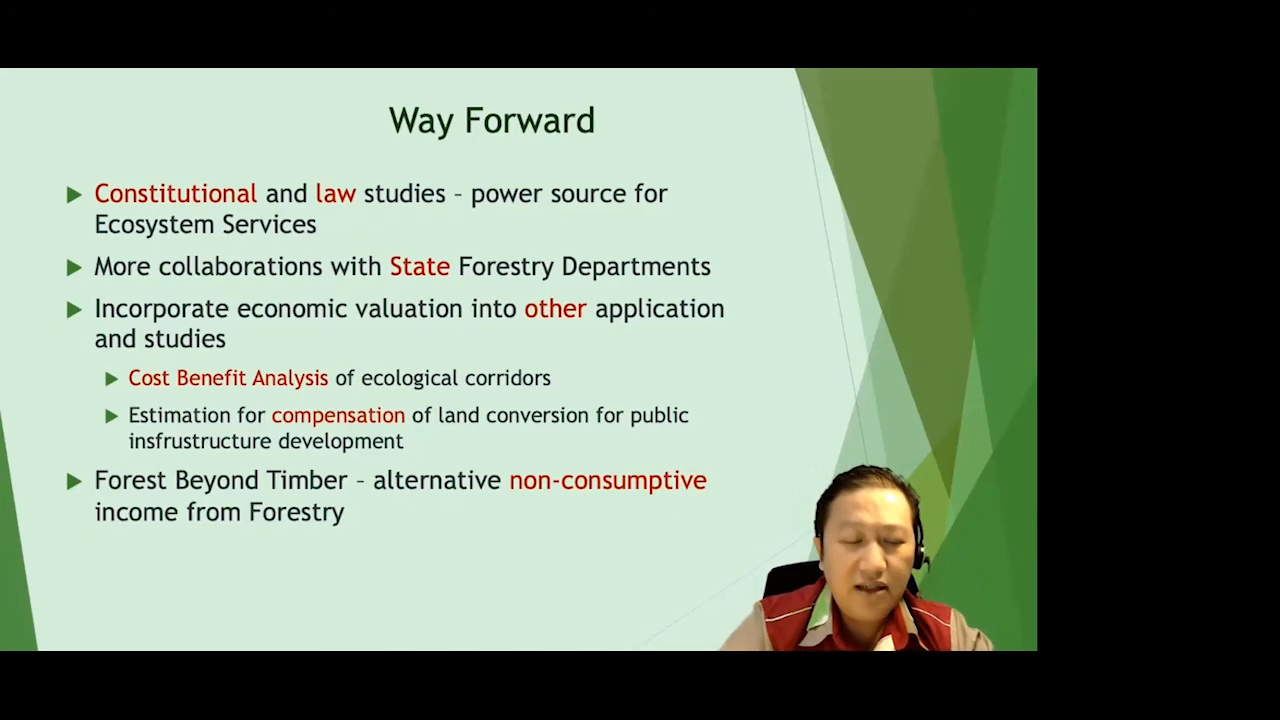 Way Forward
Constitutional and law studies – power source for
Ecosystem Services
More collaborations with State Forestry Departments
Incorporate economic valuation into other application
and studies
Cost Benefit Analysis of ecological corridors
Estimation for compensation of land conversion for public
insfrustructure development
Forest Beyond Timber – alternative non-consumptive
income from Forestry